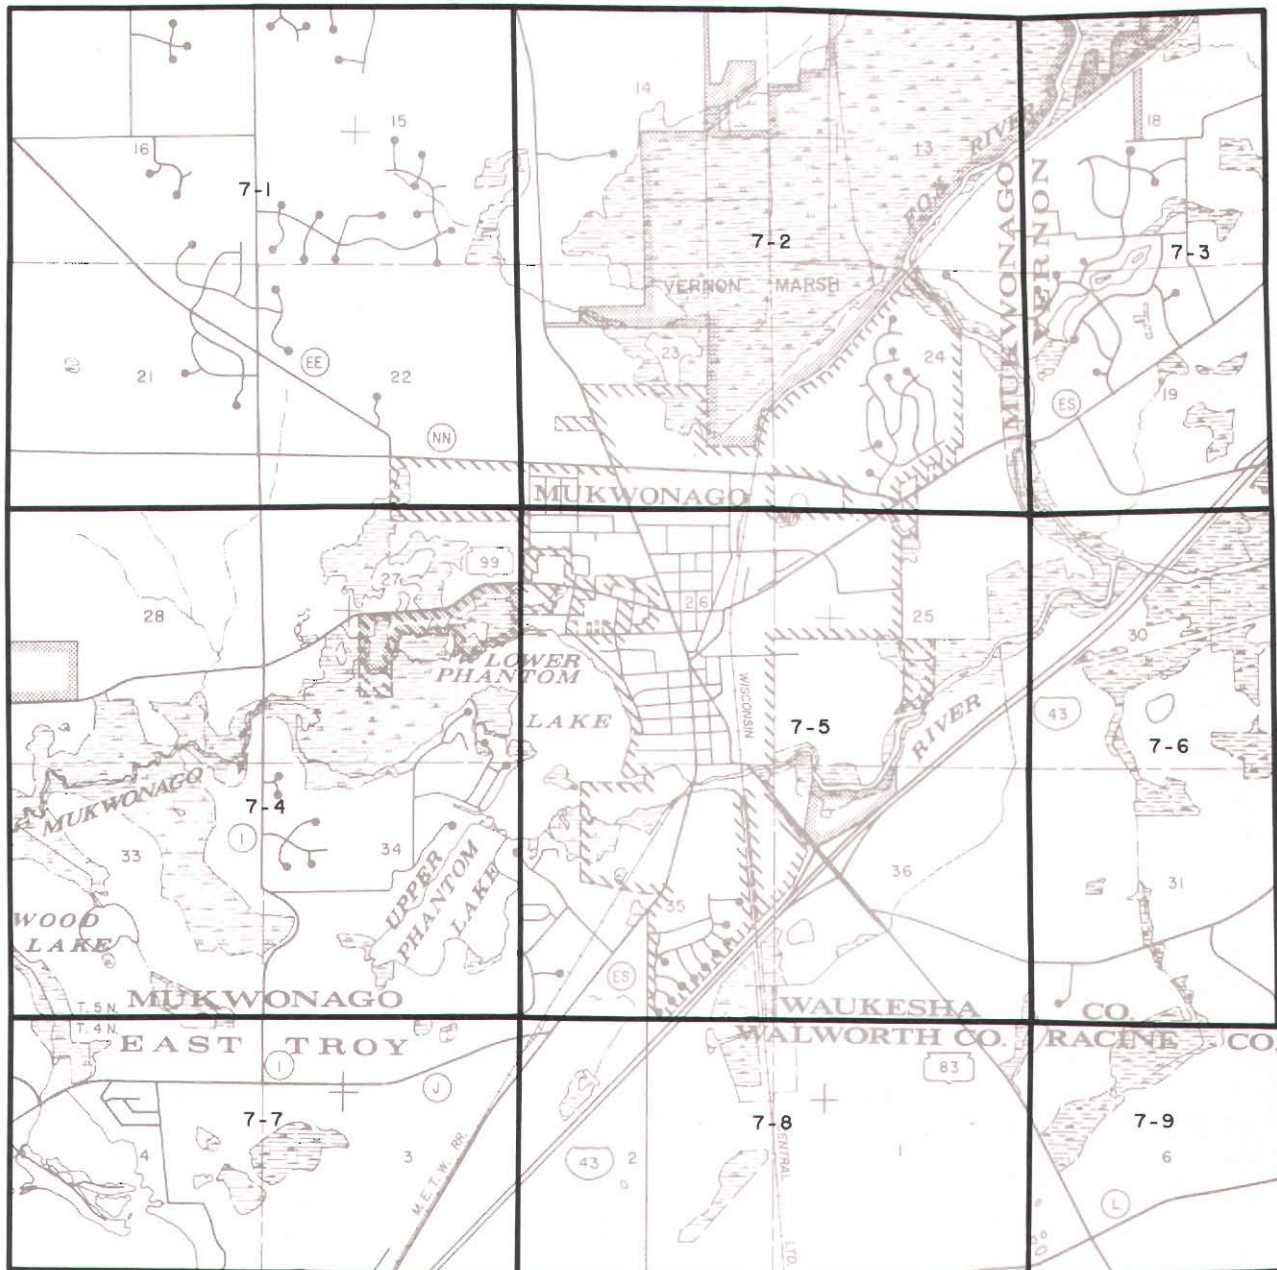 14
15
18
16
13
FOX RIVER
7-1
7-2
7-3
MUKWONAGO
VERNON
VERNON MARSH
23
24
21
EE
22
19
ES
NN
MUKWONAGO
99
27
28
26
25
30
LOWER
PHANTOM
LAKE
WISCONSIN
RIVER
43
7-5
7-6
MUKWONAGO
7-4
I
33
34
36
31
UPPER
PHANTOM
LAKE
WOOD
LAKE
35
ES
T. 5 N.
T. 4 N.
MUKWONAGO
WAUKESHA CO.
EAST TROY
WALWORTH CO.
RACINE CO.
I
J
83
7-7
7-8
7-9
4
3
M.E.T.W. RR.
43
2
CENTRAL
LTD.
1
6
L